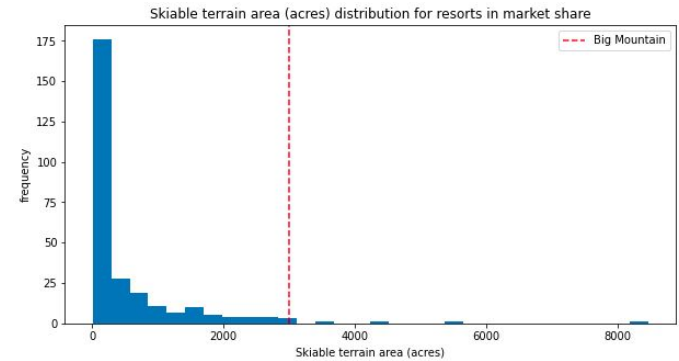 Skiable terrain area (acres) distribution for resorts in market share
Big Mountain
175
150
125
100
75
50
25
0
frequency
0 2000 4000 6000 8000
Skiable terrain area (acres)